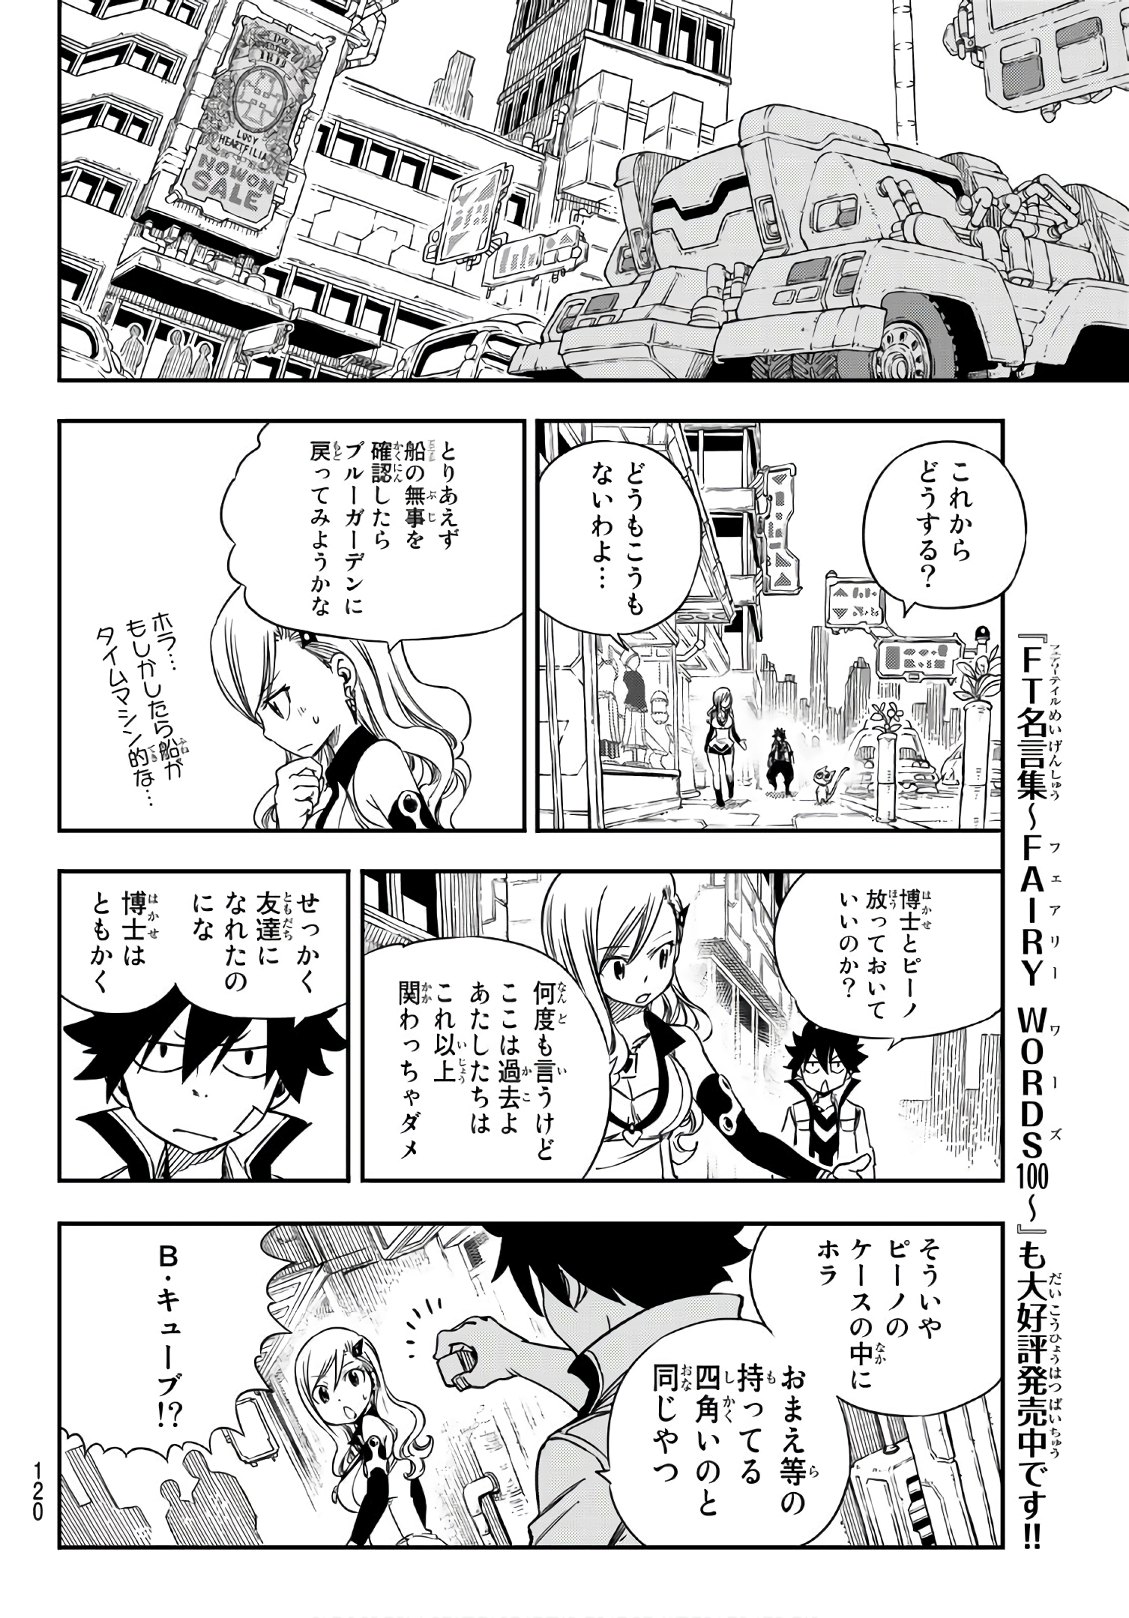 LUCY
HEARTFILIA
NOWON
SALE
これから
どうする?
どうもこうも
ないわよ…
とりあえず
船の無事を
確認したら
ブルーガーデンに
戻ってみようかな
ホラ…
もしかしたら船が
タイムマシン的な…
博士とピーノ
放っておいて
いいのか?
何度も言うけど
ここは過去よ
あたしたちは
これ以上
関わっちゃダメ
せっかく
友達に
なれたの
にな
博士は
ともかく
そういや
ピーノの
ケースの中に
ホラ
おまえ等の
持ってる
四角いのと
同じやつ
B・キューブ!?
『FT名言集～FAIRY WORDS100～』も大好評発売中です!!
120